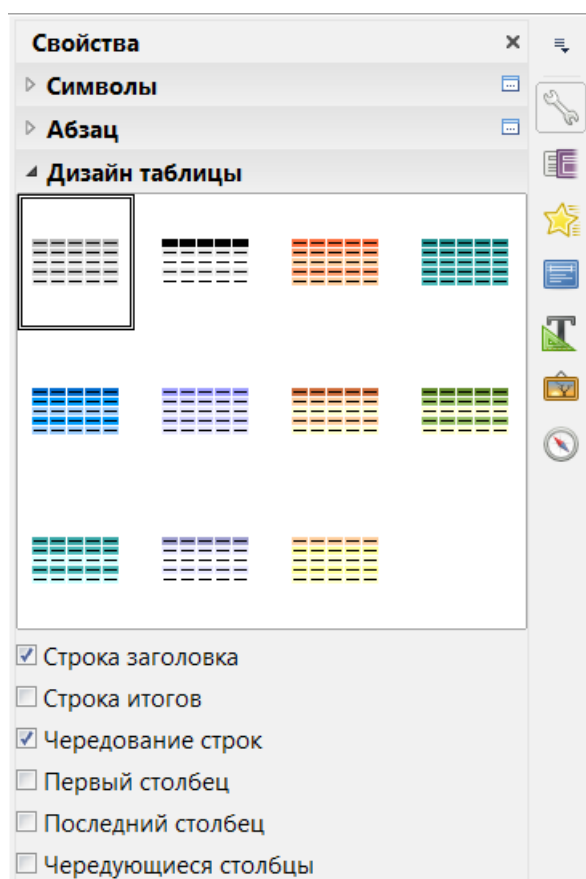 Свойства
Символы
Абзац
Дизайн таблицы
Строка заголовка
Строка итогов
Чередование строк
Первый столбец
Последний столбец
Чередующиеся столбцы